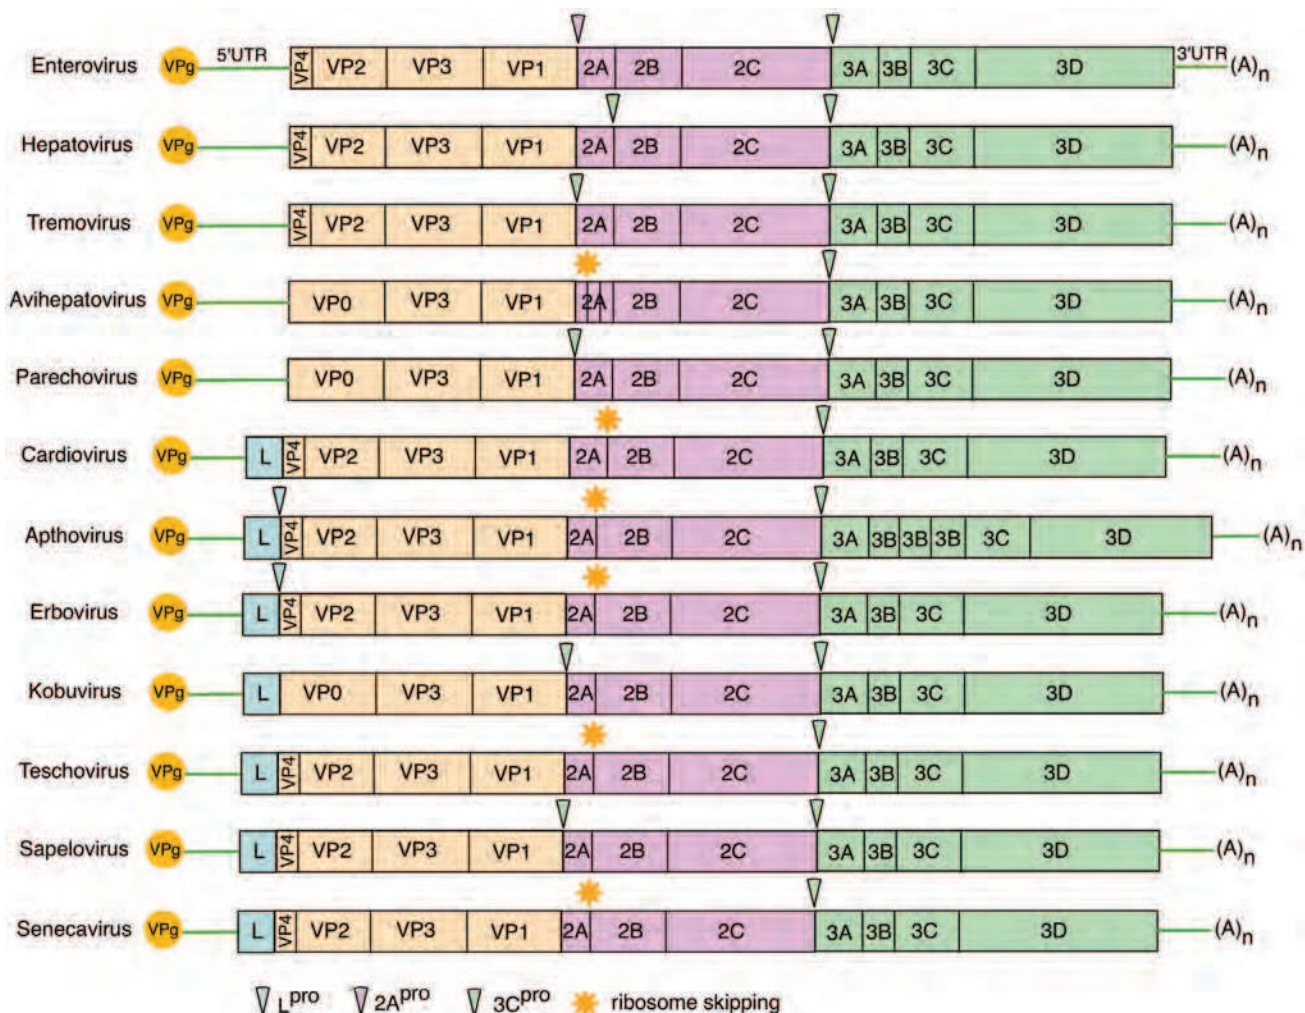 5'UTR 3'UTR
Enterovirus VPg VP4 VP2 VP3 VP1 2A 2B 2C 3A 3B 3C 3D (A)n
Hepatovirus VPg VP4 VP2 VP3 VP1 2A 2B 2C 3A 3B 3C 3D (A)n
Tremovirus VPg VP4 VP2 VP3 VP1 2A 2B 2C 3A 3B 3C 3D (A)n
Avihepatovirus VPg VP0 VP3 VP1 2A 2B 2C 3A 3B 3C 3D (A)n
Parechovirus VPg VP0 VP3 VP1 2A 2B 2C 3A 3B 3C 3D (A)n
Cardiovirus VPg L VP4 VP2 VP3 VP1 2A 2B 2C 3A 3B 3C 3D (A)n
Apthovirus VPg L VP4 VP2 VP3 VP1 2A 2B 2C 3A 3B 3B 3B 3C 3D (A)n
Erbovirus VPg L VP4 VP2 VP3 VP1 2A 2B 2C 3A 3B 3C 3D (A)n
Kobuvirus VPg L VP0 VP3 VP1 2A 2B 2C 3A 3B 3C 3D (A)n
Teschovirus VPg L VP4 VP2 VP3 VP1 2A 2B 2C 3A 3B 3C 3D (A)n
Sapelovirus VPg L VP4 VP2 VP3 VP1 2A 2B 2C 3A 3B 3C 3D (A)n
Senecavirus VPg L VP4 VP2 VP3 VP1 2A 2B 2C 3A 3B 3C 3D (A)n
Lpro 2Apro 3Cpro ribosome skipping